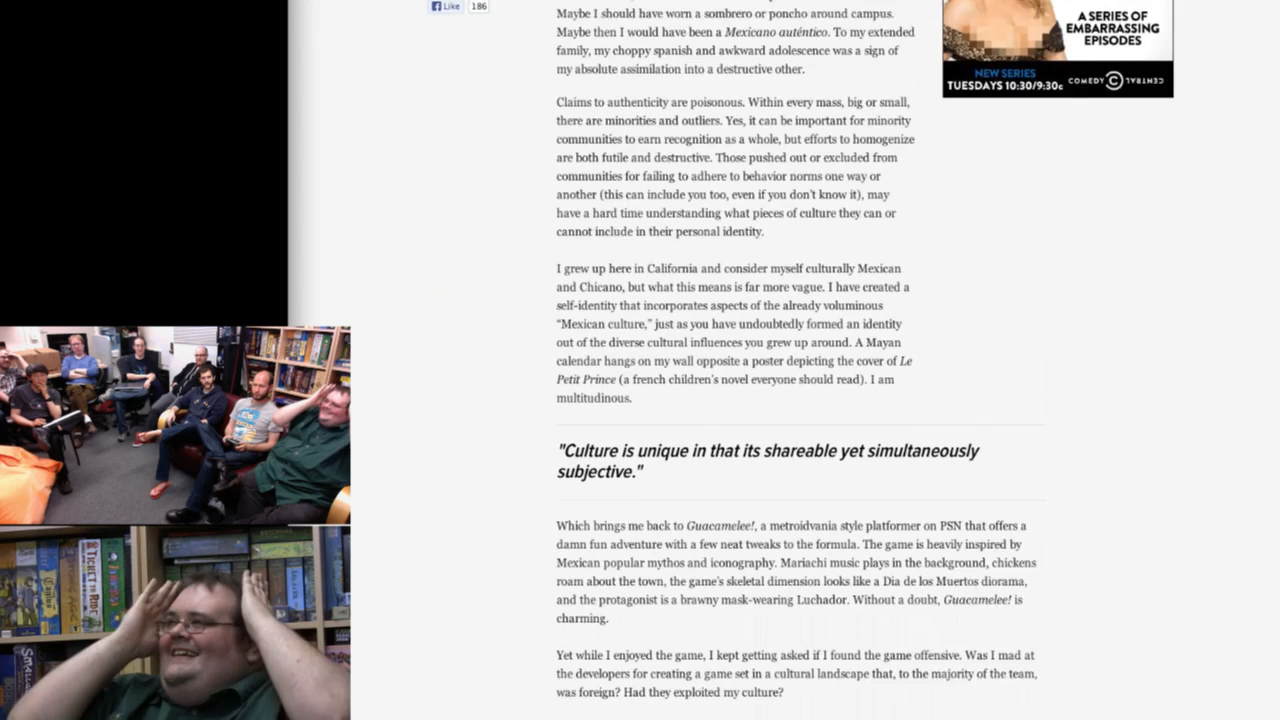 Like 186
Maybe I should have worn a sombrero or poncho around campus.
Maybe then I would have been a Mexicano auténtico. To my extended
family, my choppy spanish and awkward adolescence was a sign of
my absolute assimilation into a destructive other.
Claims to authenticity are poisonous. Within every mass, big or small,
there are minorities and outliers. Yes, it can be important for minority
communities to earn recognition as a whole, but efforts to homogenize
are both futile and destructive. Those pushed out or excluded from
communities for failing to adhere to behavior norms one way or
another (this can include you too, even if you don't know it), may
have a hard time understanding what pieces of culture they can or
cannot include in their personal identity.
I grew up here in California and consider myself culturally Mexican
and Chicano, but what this means is far more vague. I have created a
self-identity that incorporates aspects of the already voluminous
“Mexican culture,” just as you have undoubtedly formed an identity
out of the diverse cultural influences you grew up around. A Mayan
calendar hangs on my wall opposite a poster depicting the cover of Le
Petit Prince (a french children's novel everyone should read). I am
multitudinous.
"Culture is unique in that its shareable yet simultaneously
subjective."
Which brings me back to Guacamelee!, a metroidvania style platformer on PSN that offers a
damn fun adventure with a few neat tweaks to the formula. The game is heavily inspired by
Mexican popular mythos and iconography. Mariachi music plays in the background, chickens
roam about the town, the game's skeletal dimension looks like a Dia de los Muertos diorama,
and the protagonist is a brawny mask-wearing Luchador. Without a doubt, Guacamelee! is
charming.
Yet while I enjoyed the game, I kept getting asked if I found the game offensive. Was I mad at
the developers for creating a game set in a cultural landscape that, to the majority of the team,
was foreign? Had they exploited my culture?
A SERIES OF
EMBARRASSING
EPISODES
NEW SERIES
TUESDAYS 10:30/9:30c
COMEDY CENTRAL
TICKET TO RIDE